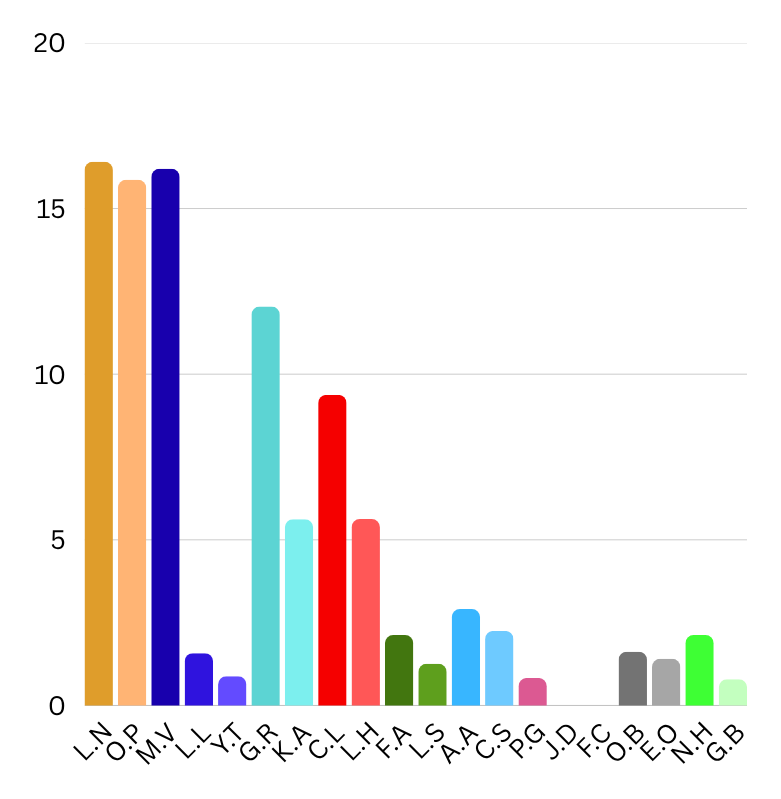 20
15
10
5
0
L.N
O.P
M.V
L.L
Y.T
G.R
K.A
C.L
L.H
F.A
L.S
A.A
C.S
P.G
J.D
F.C
O.B
E.O
N.H
G.B